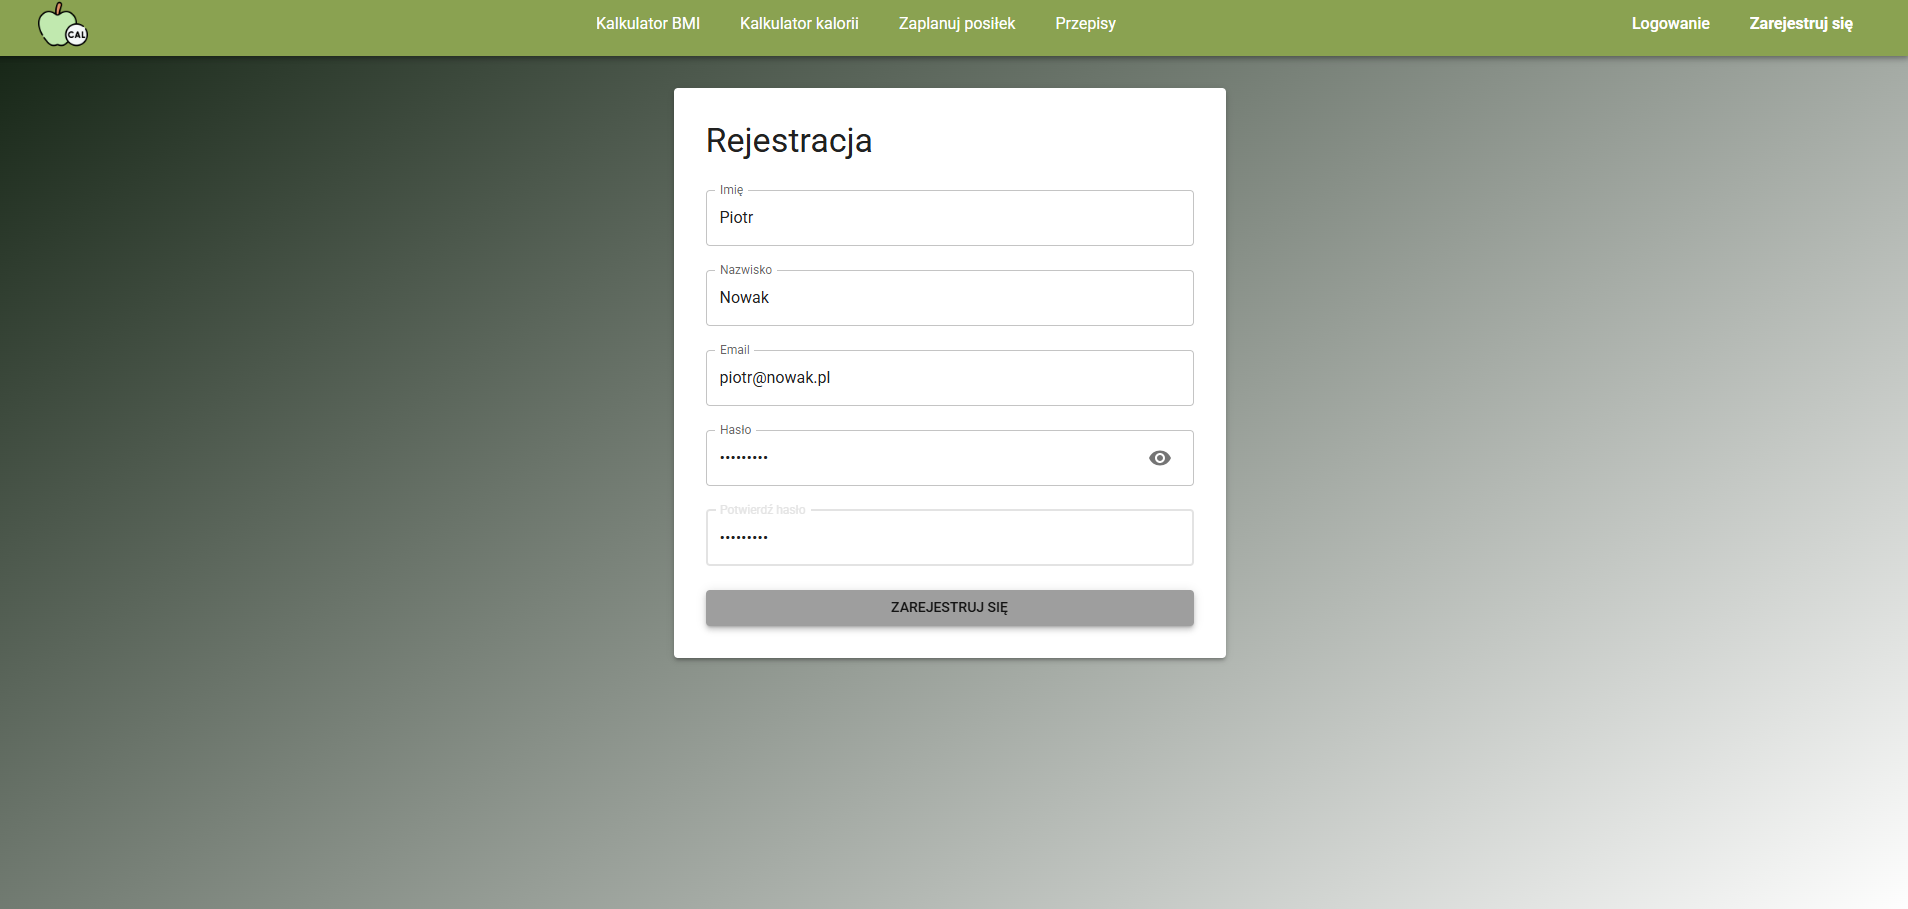 CAL
Kalkulator BMI
Kalkulator kalorii
Zaplanuj posiłek
Przepisy
Logowanie
Zarejestruj się
Rejestracja
Imię
Piotr
Nazwisko
Nowak
Email
piotr@nowak.pl
Hasło
•••••••••
Potwierdź hasło
•••••••••
ZAREJESTRUJ SIĘ